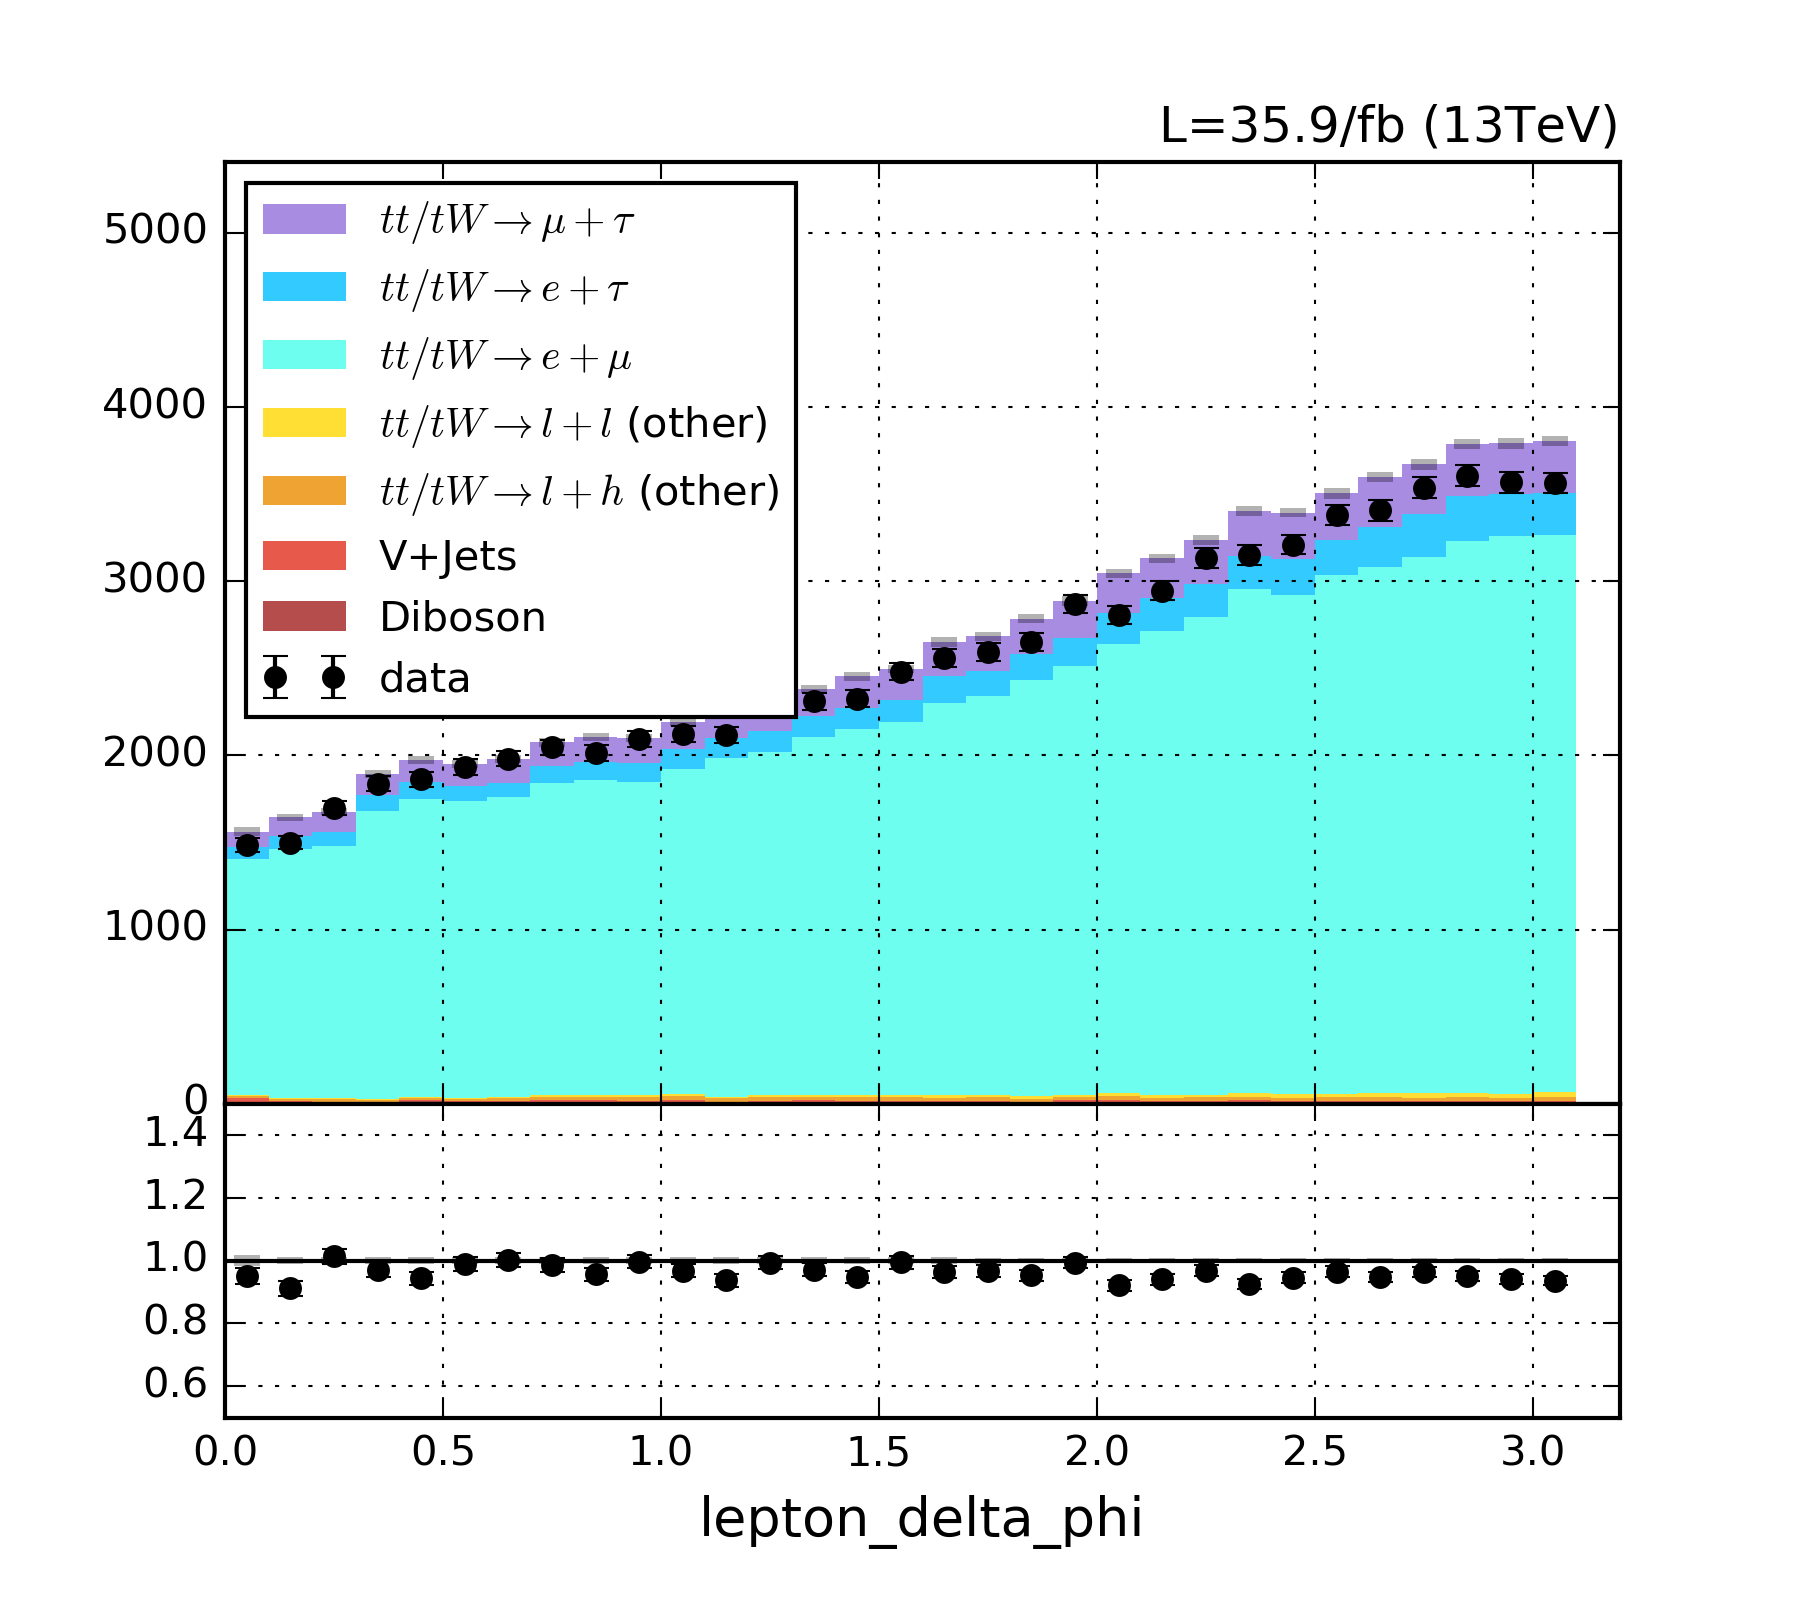 L=35.9/fb (13TeV)
5000
4000
3000
2000
1000
0
tt/tW → μ + τ
tt/tW → e + τ
tt/tW → e + μ
tt/tW → l + l (other)
tt/tW → l + h (other)
V+Jets
Diboson
data
1.4
1.2
1.0
0.8
0.6
0.0 0.5 1.0 1.5 2.0 2.5 3.0
lepton_delta_phi